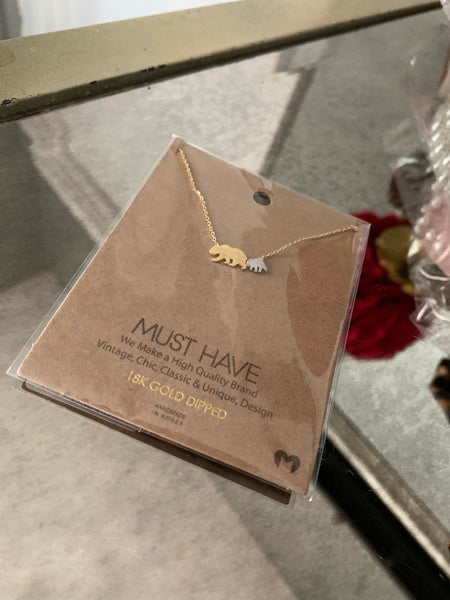 MUST HAVE
We Make a High Quality Brand
Vintage, Chic, Classic & Unique, Design
18K GOLD DIPPED
HANDMADE
IN KOREA
M